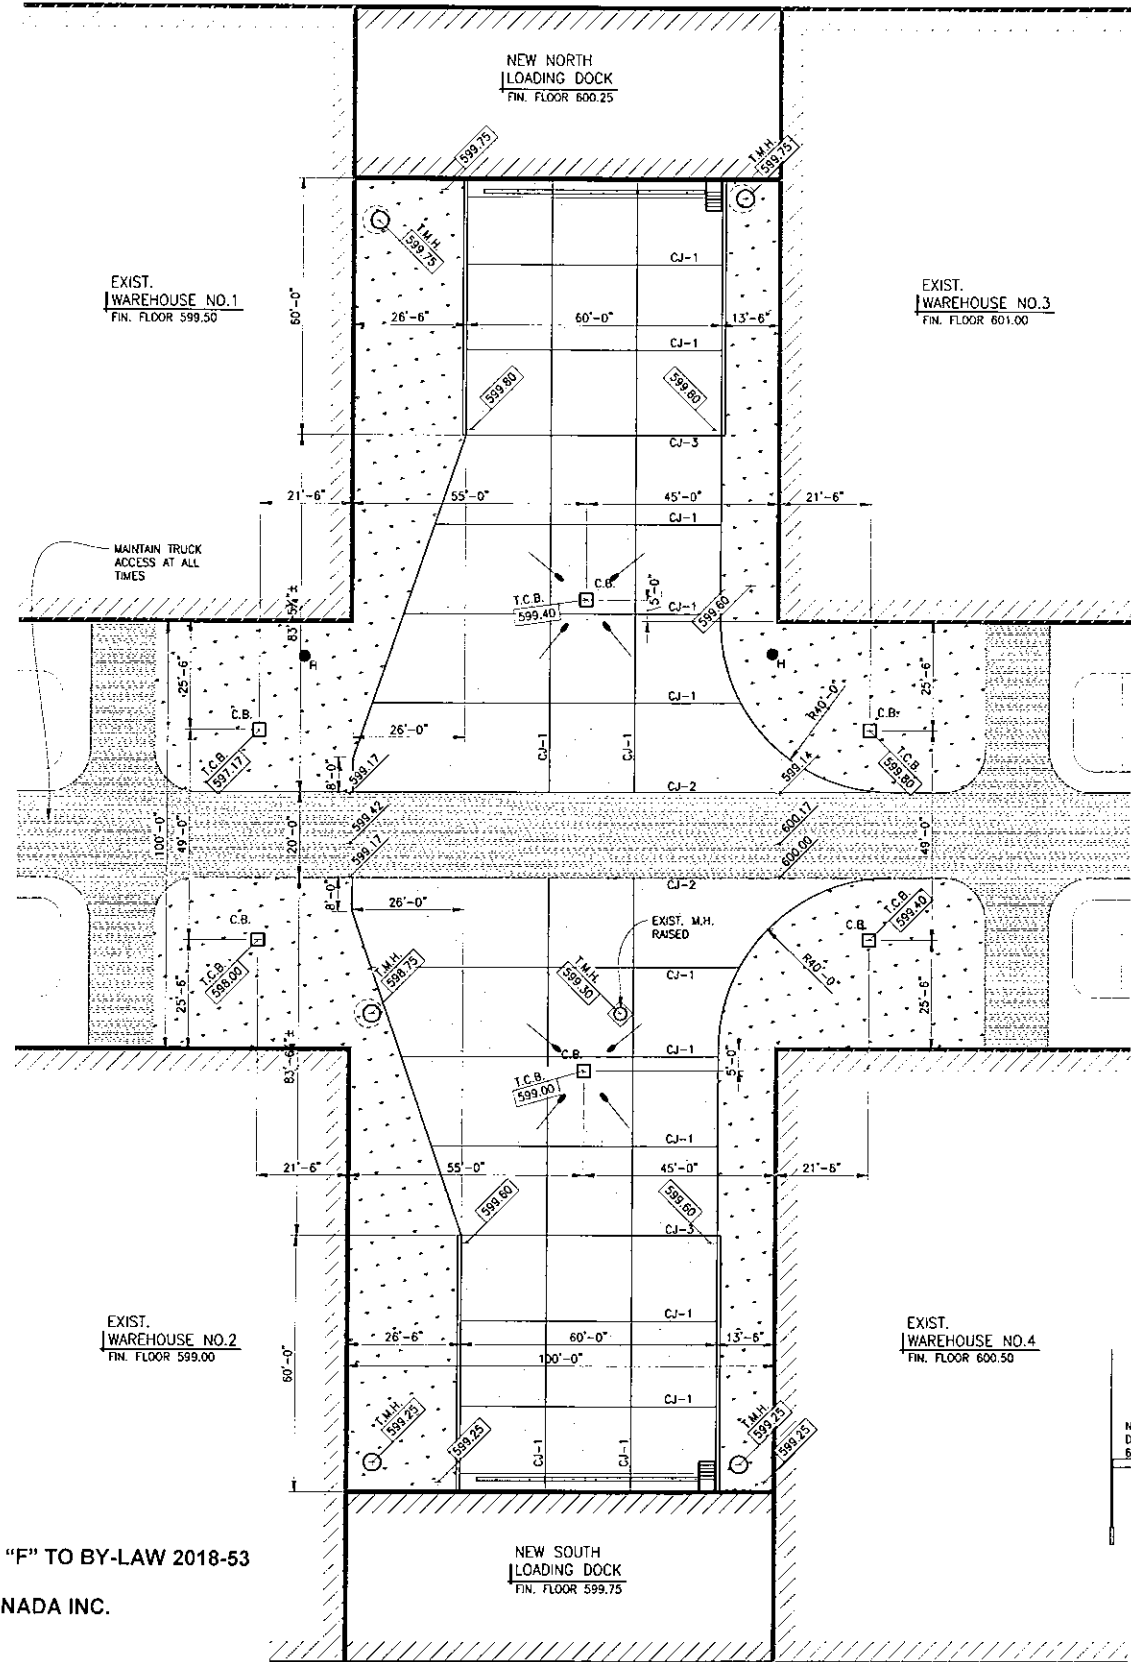 NEW NORTH
LOADING DOCK
FIN. FLOOR 600.25
599.75
T.M.H.
599.75
T.M.H.
599.75
EXIST.
WAREHOUSE NO.1
FIN. FLOOR 599.50
EXIST.
WAREHOUSE NO.3
FIN. FLOOR 601.00
60'-0"
CJ-1
26'-6"
60'-0"
13'-6"
CJ-1
599.80
599.80
CJ-3
21'-6"
55'-0"
45'-0"
21'-6"
CJ-1
MAINTAIN TRUCK
ACCESS AT ALL
TIMES
C.B.
T.C.B.
599.40
5'-0"
CJ-1
599.60
H
H
25'-6"
25'-6"
CJ-1
R40'-0"
C.B.
C.B.
26'-0"
CJ-1
CJ-1
T.C.B.
597.17
T.C.B.
599.80
8'-0"
599.17
599.14
CJ-2
100'-0"
49'-0"
20'-0"
599.42
599.17
600.17
600.00
49'-0"
CJ-2
8'-0"
26'-0"
C.B.
T.C.B.
598.00
EXIST. M.H.
RAISED
C.B.
T.C.B.
599.40
T.M.H.
598.75
T.M.H.
599.30
CJ-1
R40'-0"
25'-6"
25'-6"
C.B.
T.C.B.
599.00
CJ-1
5'-0"
CJ-1
21'-6"
55'-0"
45'-0"
21'-6"
599.60
599.60
CJ-3
EXIST.
WAREHOUSE NO.2
FIN. FLOOR 599.00
EXIST.
WAREHOUSE NO.4
FIN. FLOOR 600.50
60'-0"
CJ-1
26'-6"
60'-0"
13'-6"
100'-0"
CJ-1
T.M.H.
599.25
599.25
CJ-1
CJ-1
T.M.H.
599.25
599.25
N
D
6
"F" TO BY-LAW 2018-53
NADA INC.
NEW SOUTH
LOADING DOCK
FIN. FLOOR 599.75